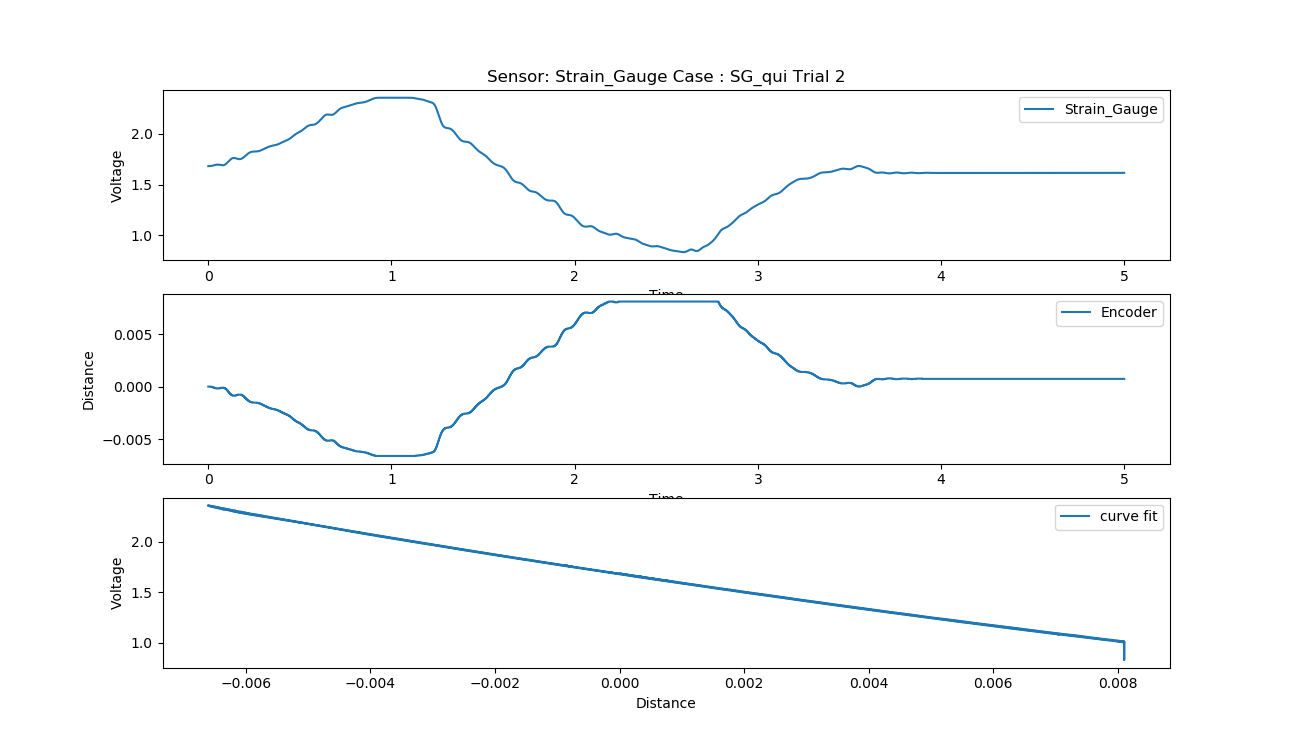 Sensor: Strain_Gauge Case : SG_qui Trial 2
Strain_Gauge
Voltage
2.0
1.5
1.0
0 1 2 3 4 5
Time
Encoder
Distance
0.005
0.000
−0.005
0 1 2 3 4 5
Time
curve fit
Voltage
2.0
1.5
1.0
−0.006 −0.004 −0.002 0.000 0.002 0.004 0.006 0.008
Distance